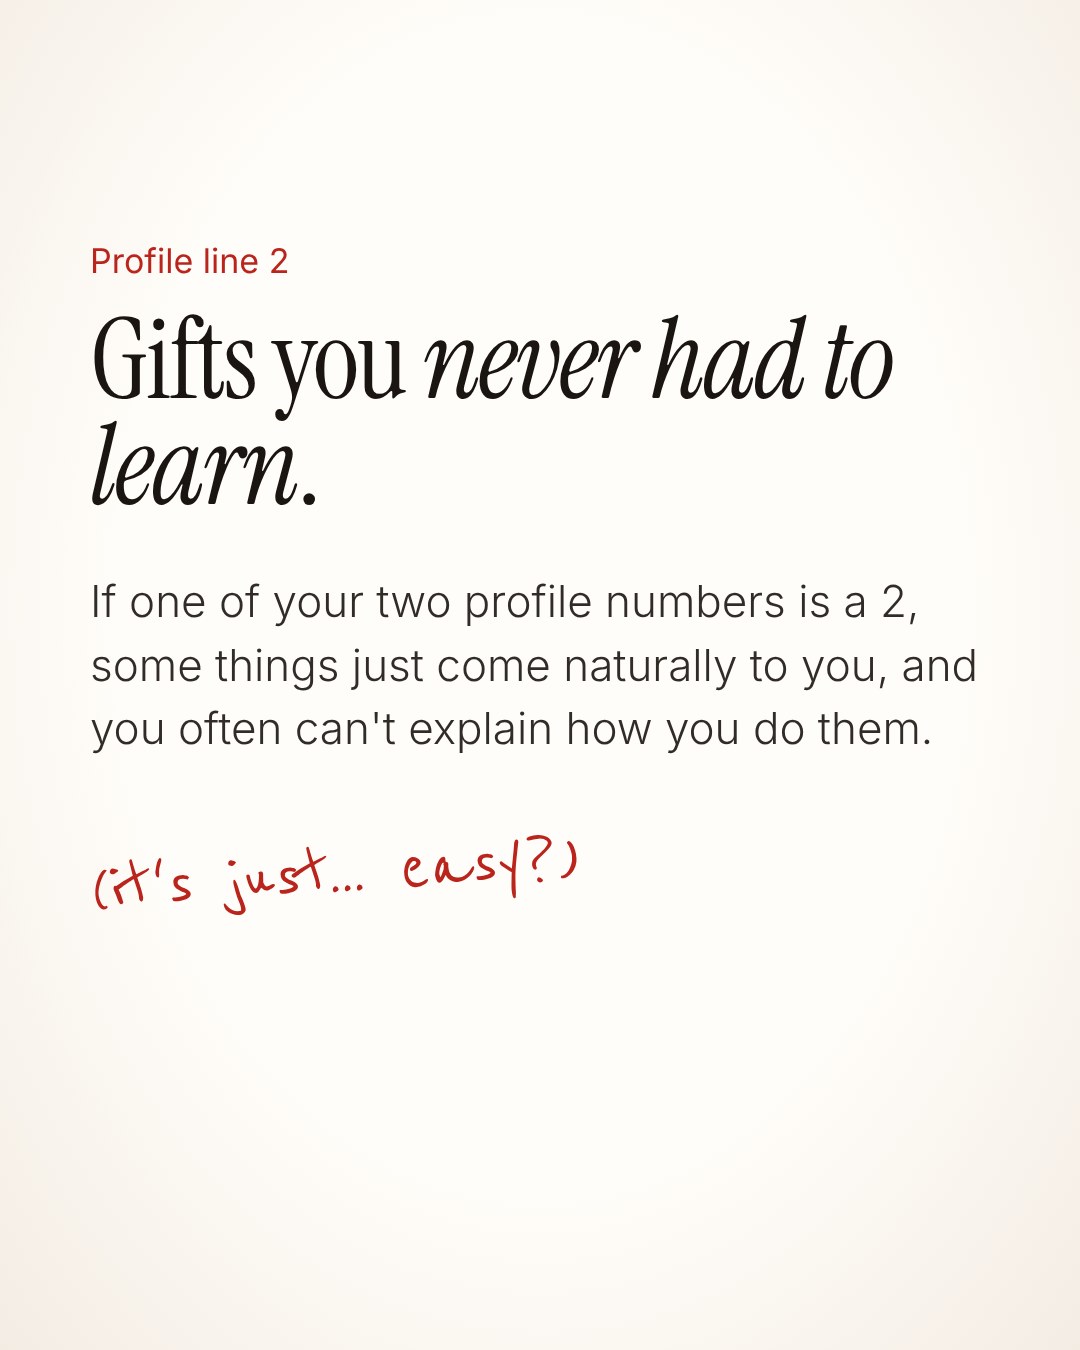 Profile line 2
Gifts you never had to
learn.
If one of your two profile numbers is a 2,
some things just come naturally to you, and
you often can't explain how you do them.
(it's just... easy?)